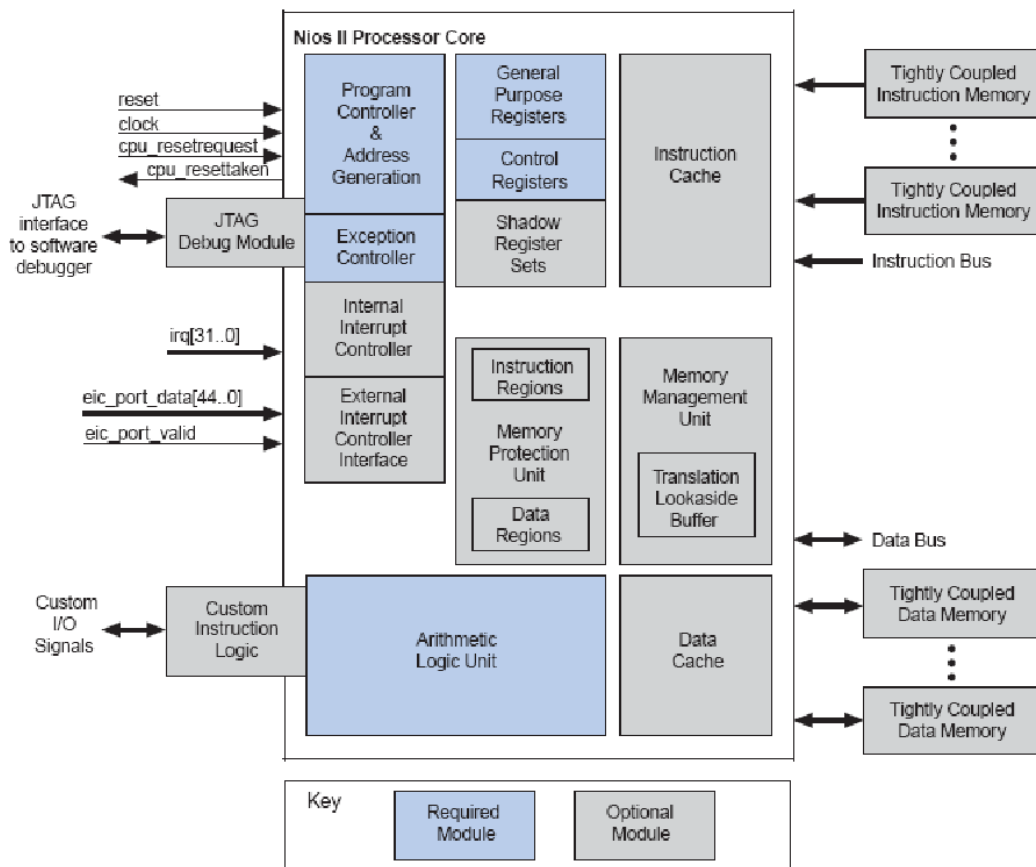 Nios II Processor Core
reset
clock
cpu_resetrequest
cpu_resettaken
JTAG
interface
to software
debugger
JTAG
Debug Module
irq[31..0]
eic_port_data[44..0]
eic_port_valid
Custom
I/O
Signals
Custom
Instruction
Logic
Program
Controller
&
Address
Generation
Exception
Controller
Internal
Interrupt
Controller
External
Interrupt
Controller
Interface
General
Purpose
Registers
Control
Registers
Shadow
Register
Sets
Instruction
Cache
Instruction
Regions
Memory
Protection
Unit
Data
Regions
Memory
Management
Unit
Translation
Lookaside
Buffer
Arithmetic
Logic Unit
Data
Cache
Tightly Coupled
Instruction Memory
Tightly Coupled
Instruction Memory
Instruction Bus
Data Bus
Tightly Coupled
Data Memory
Tightly Coupled
Data Memory
Key
Required
Module
Optional
Module